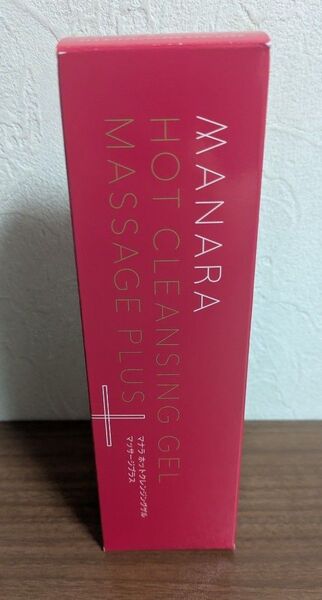 MANARA
HOT CLEANSING GEL
MASSAGE PLUS
マナラ ホットクレンジングゲル
マッサージプラス